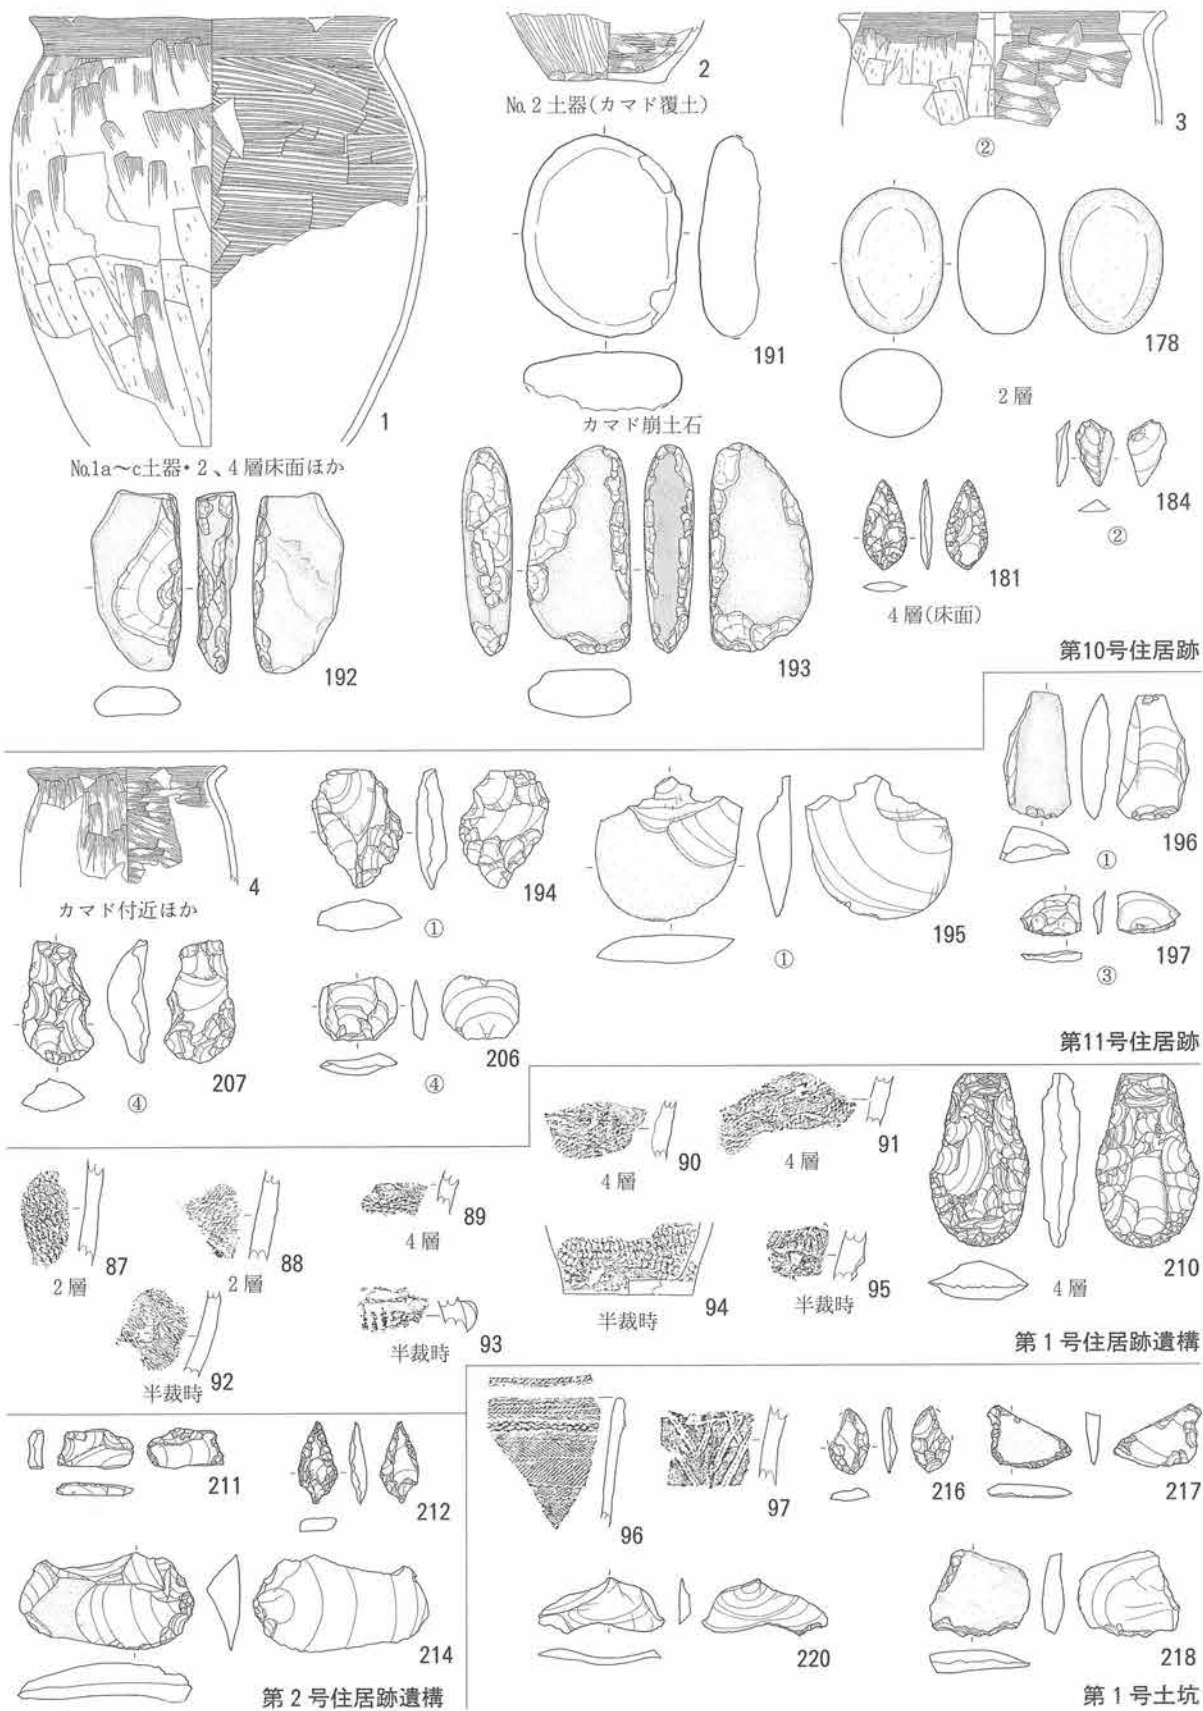 1
No.1a～c土器・2、4層床面ほか
2
No.2土器(カマド覆土)
3
②
191
カマド崩土石
178
2層
192
193
181
4層(床面)
184
②
第10号住居跡
4
カマド付近ほか
194
①
195
①
196
①
197
③
207
④
206
④
第11号住居跡
87
2層
88
2層
89
4層
90
4層
91
4層
92
半裁時
93
半裁時
94
半裁時
95
半裁時
210
4層
第1号住居跡遺構
211
212
214
第2号住居跡遺構
96
97
216
217
220
218
第1号土坑